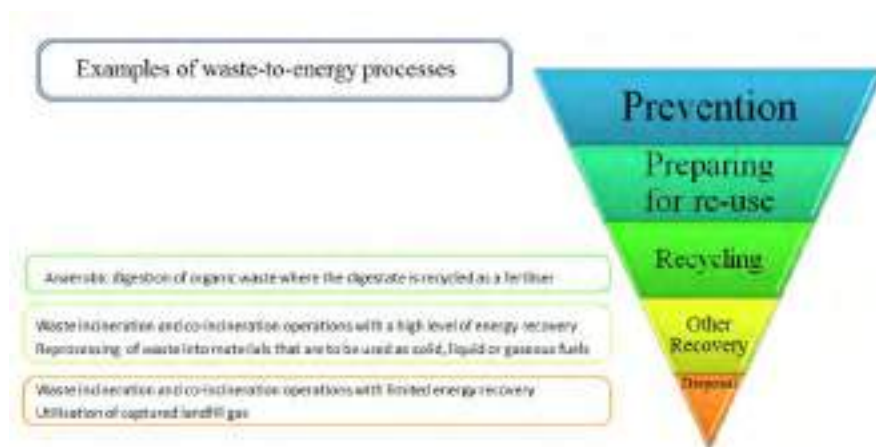 Examples of waste-to-energy processes
Prevention
Preparing
for re-use
Recycling
Anaerobic digestion of organic waste where the digestate is recycled as a fertiliser
Waste incineration and co-incineration operations with a high level of energy recovery
Reprocessing of waste into materials that are to be used as solid, liquid or gaseous fuels
Other
Recovery
Waste incineration and co-incineration operations with limited energy recovery
Utilisation of captured landfill gas
Disposal